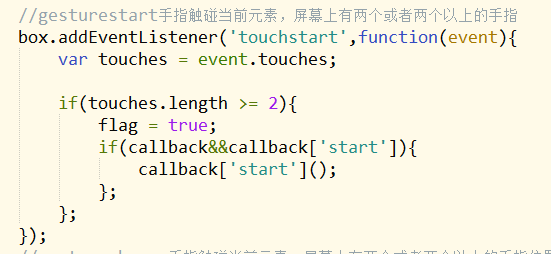 //gesturestart手指触碰当前元素，屏幕上有两个或者两个以上的手指
box.addEventListener('touchstart',function(event){
var touches = event.touches;
if(touches.length >= 2){
flag = true;
if(callback&&callback['start']){
callback['start']();
};
};
});